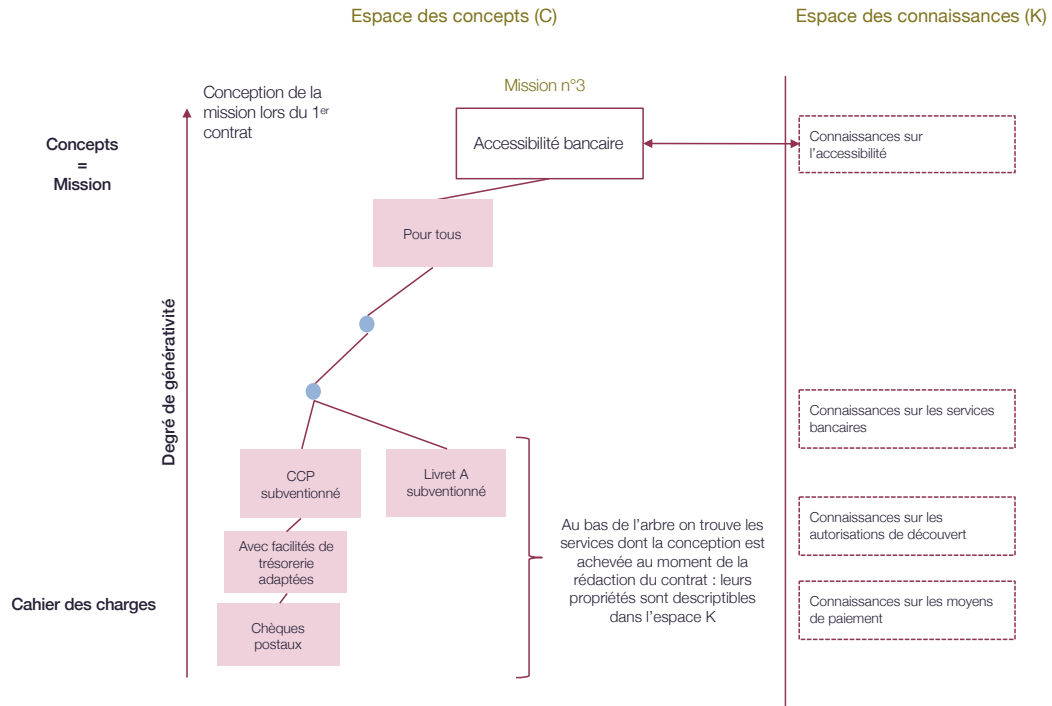 Espace des concepts (C)
Espace des connaissances (K)
Conception de la
mission lors du 1er
contrat
Mission n°3
Concepts
=
Mission
Accessibilité bancaire
Connaissances sur
l'accessibilité
Pour tous
Degré de générativité
Connaissances sur les services
bancaires
CCP
subventionné
Livret A
subventionné
Connaissances sur les
autorisations de découvert
Au bas de l'arbre on trouve les
services dont la conception est
achevée au moment de la
rédaction du contrat : leurs
propriétés sont descriptibles
dans l'espace K
Avec facilités de
trésorerie
adaptées
Cahier des charges
Connaissances sur les moyens
de paiement
Chèques
postaux